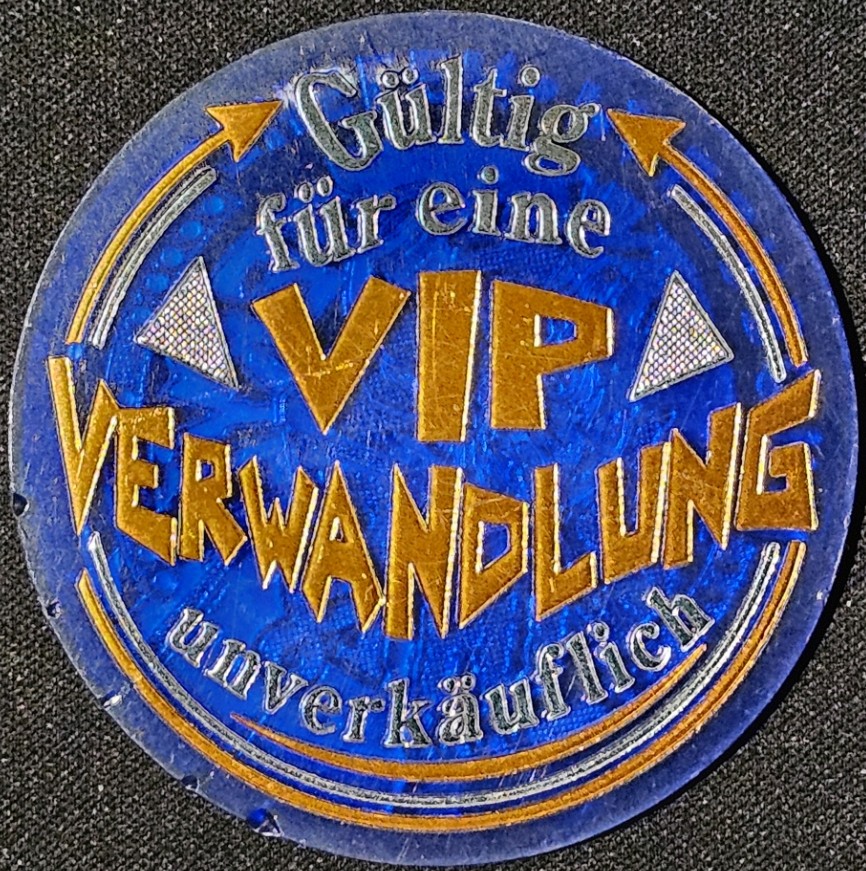 Gültig
für eine
VIP
VERWANDLUNG
unverkäuflich